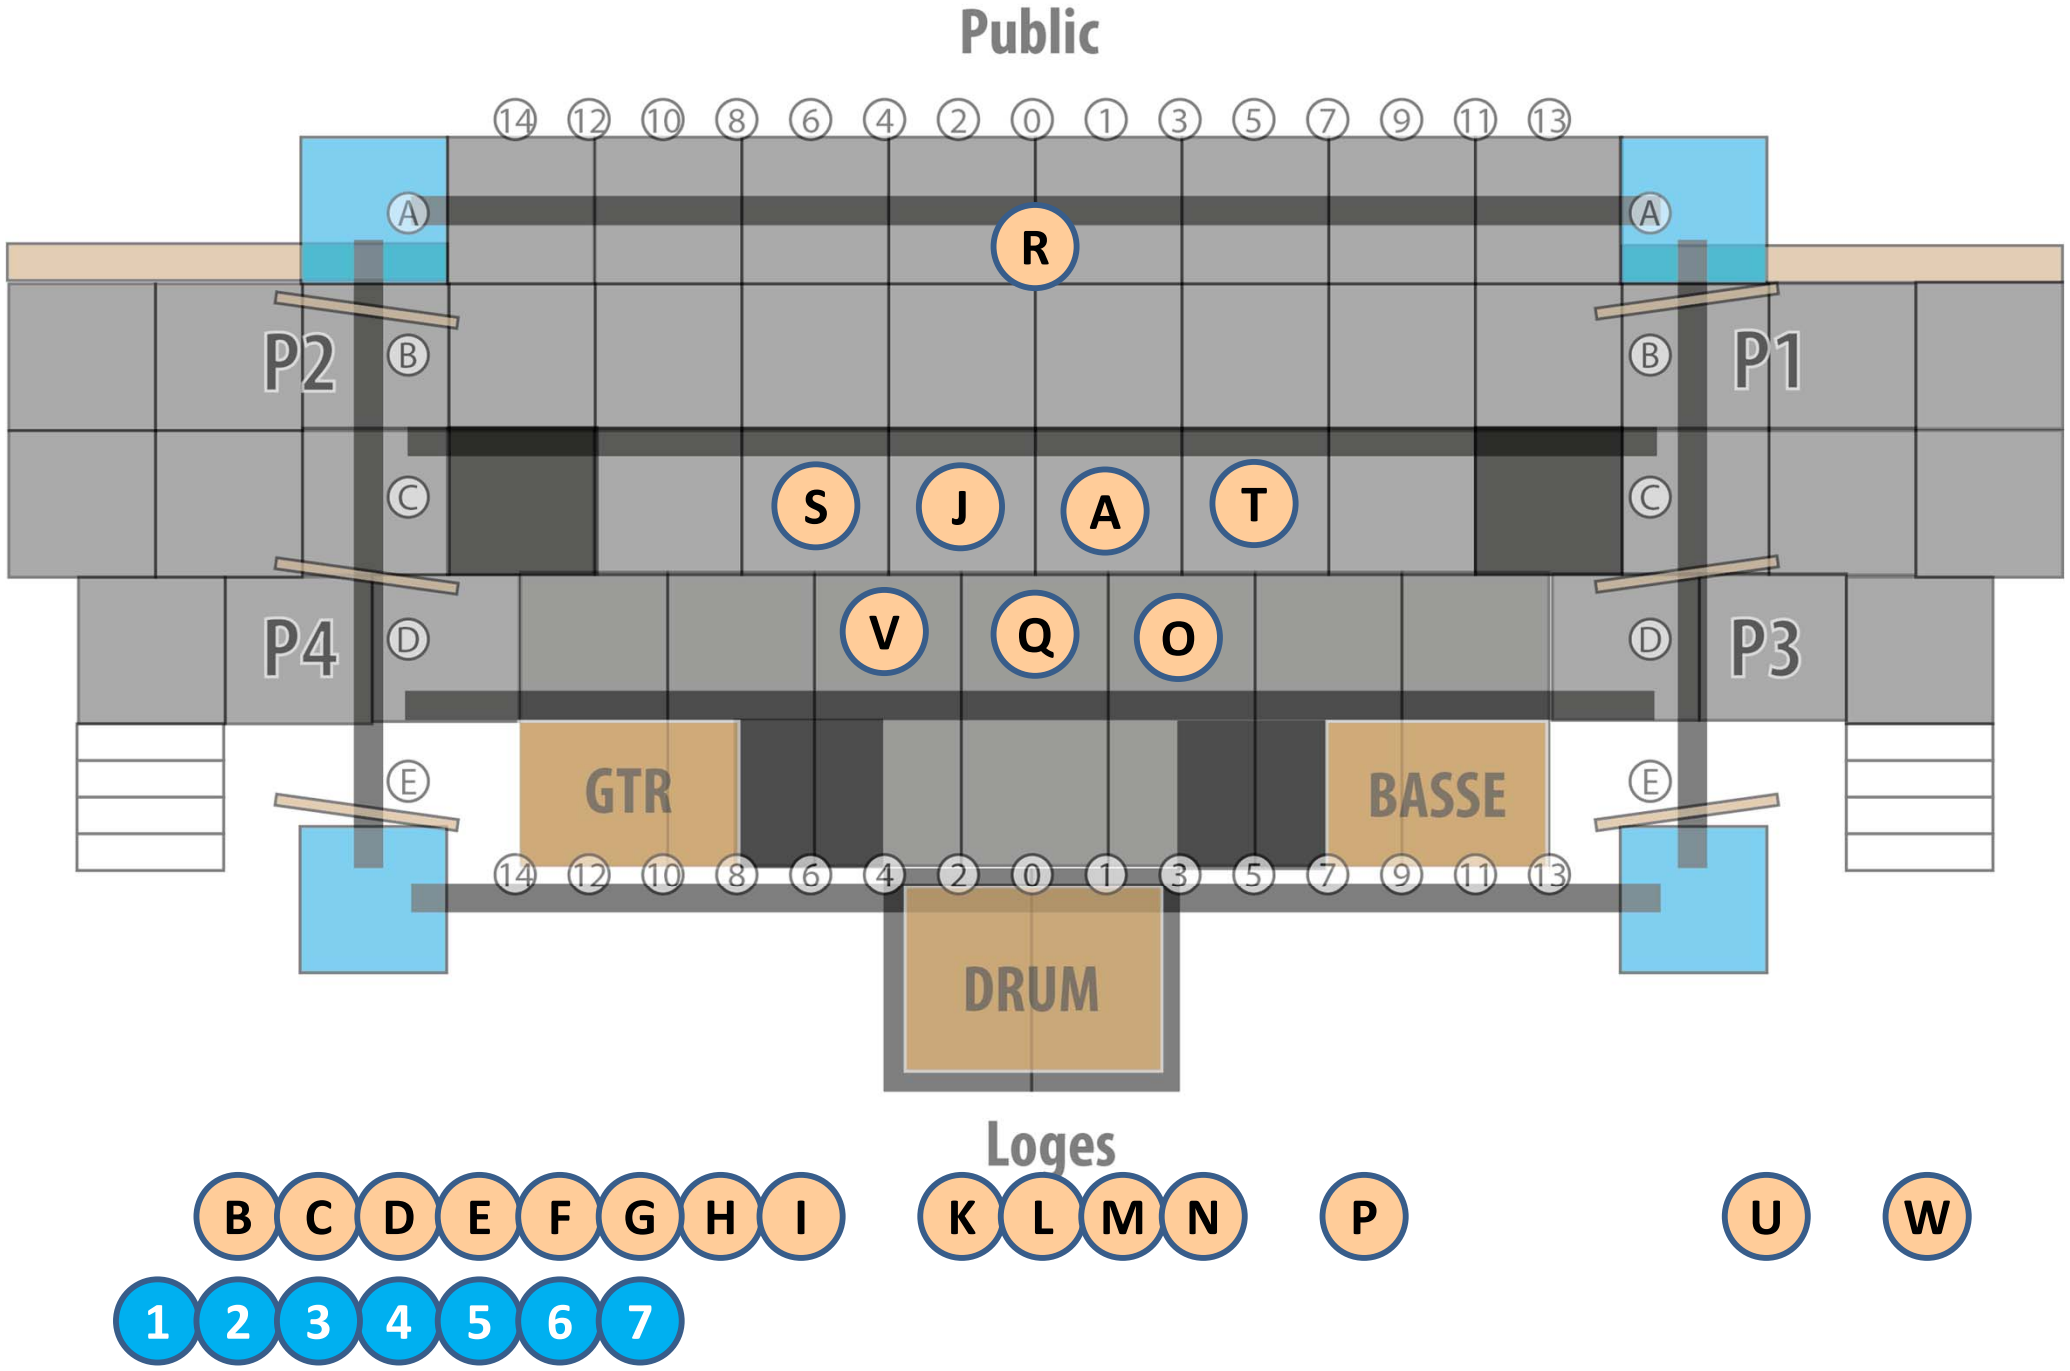 Public
14 12 10 8 6 4 2 0 1 3 5 7 9 11 13
A A
R
P2 B B P1
C S J A T C
P4 D V Q O D P3
E GTR BASSE E
14 12 10 8 6 4 2 0 1 3 5 7 9 11 13
DRUM
Loges
B C D E F G H I K L M N P U W
1 2 3 4 5 6 7